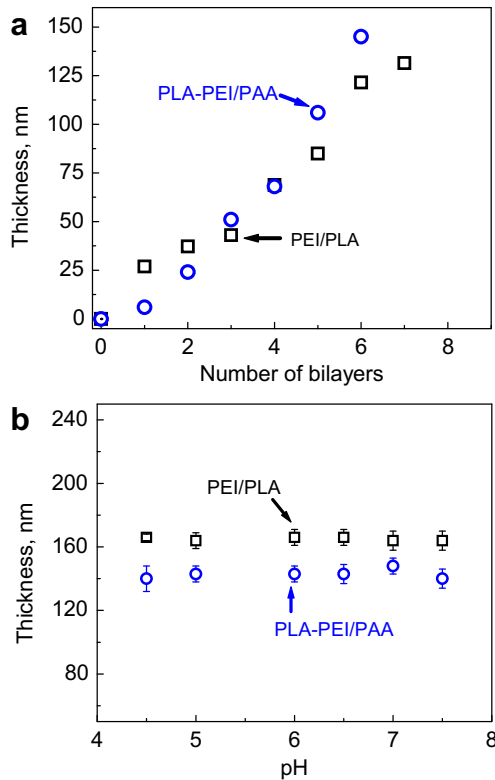 a
150
125
100
75
50
25
0
Thickness, nm
PLA-PEI/PAA
PEI/PLA
0 2 4 6 8
Number of bilayers
b
240
200
160
120
80
Thickness, nm
PEI/PLA
PLA-PEI/PAA
4 5 6 7 8
pH